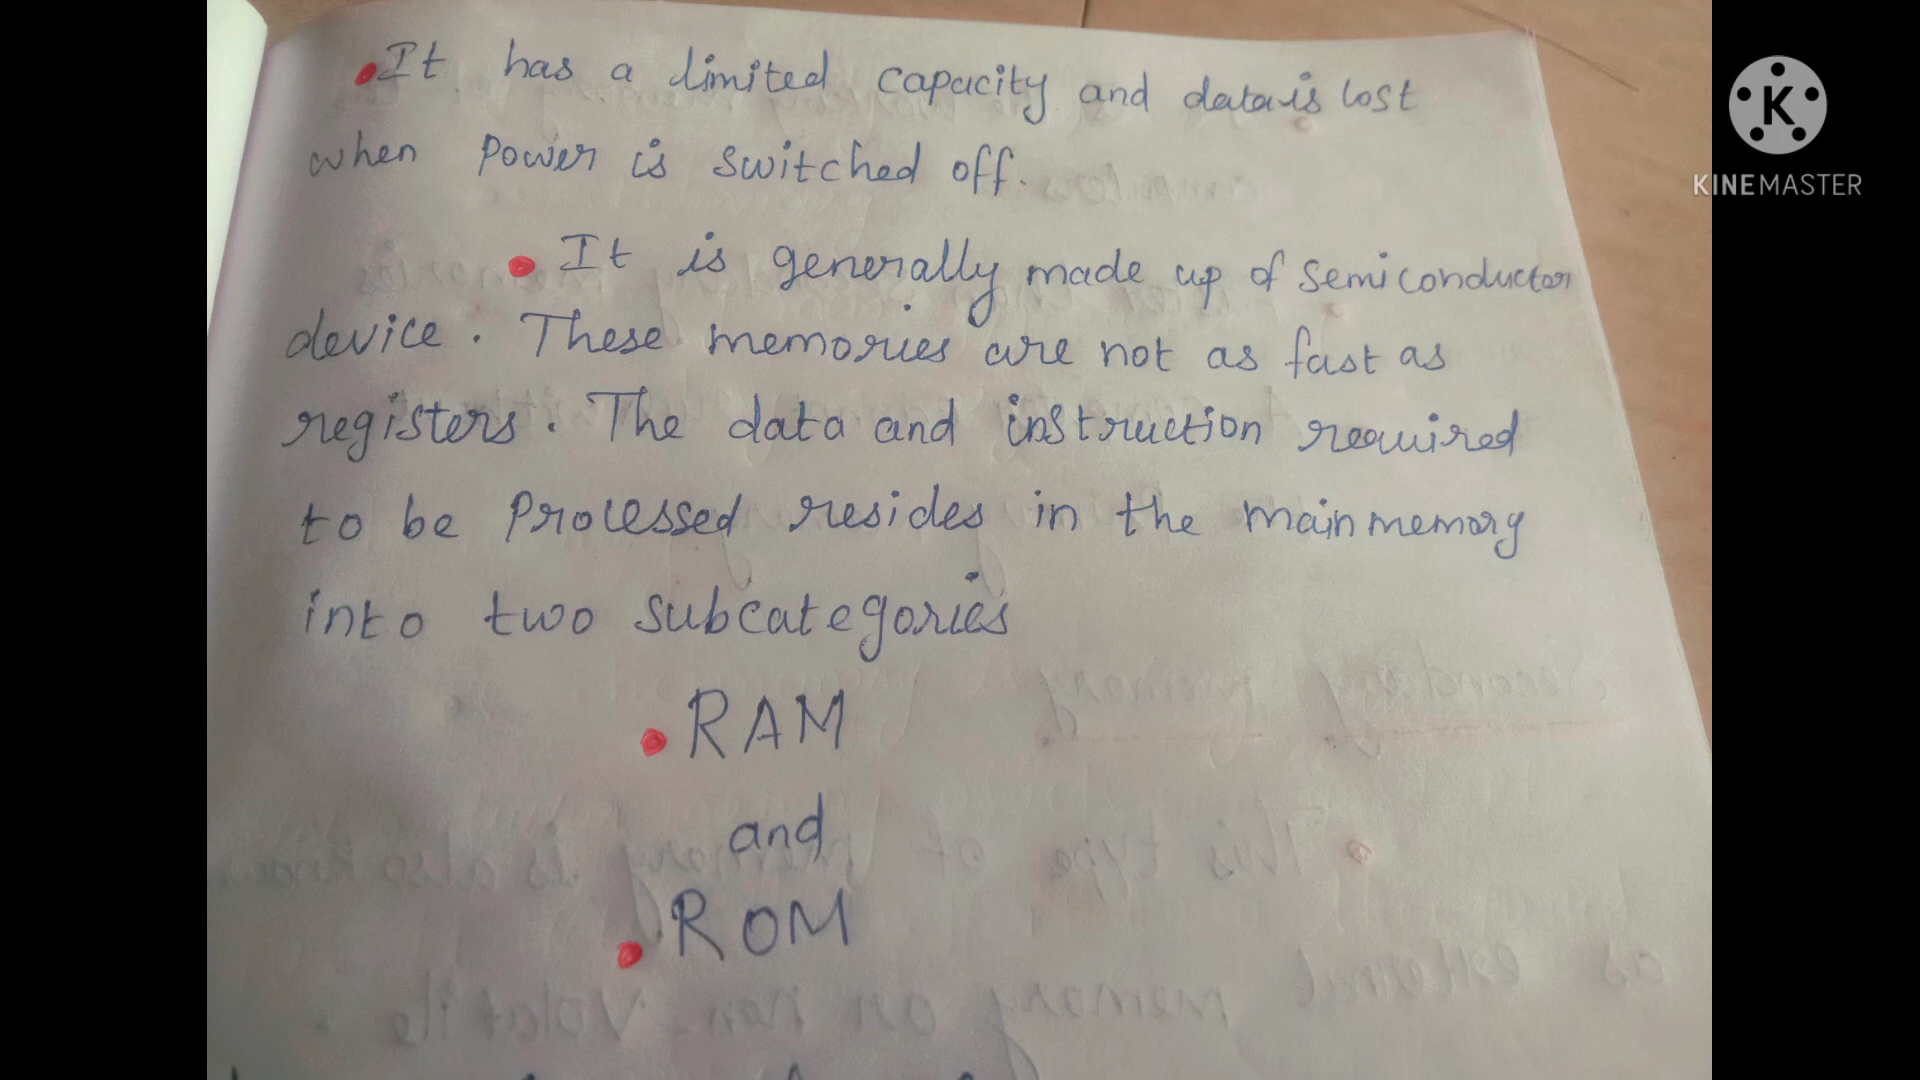 •It has a limited capacity and data is lost
when power is switched off.
• It is generally made up of semiconductor
device. These memories are not as fast as
registers. The data and instruction required
to be processed resides in the main memory
into two subcategories
• RAM
and
• ROM
K
KINEMASTER